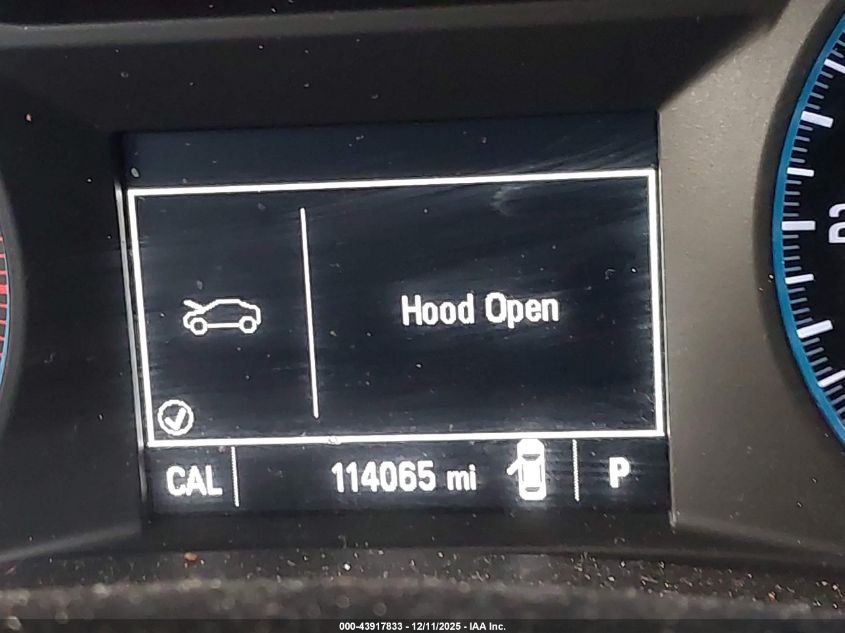 Hood Open
CAL 114065 mi P
000-43917833 - 12/11/2025 - IAA Inc.